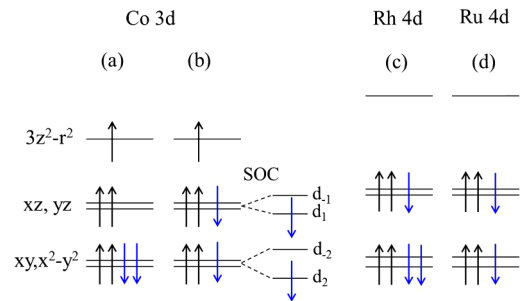 Co 3d
Rh 4d
Ru 4d
(a)
(b)
(c)
(d)
3z²-r²
SOC
xz, yz
d₋₁
d₁
xy,x²-y²
d₋₂
d₂